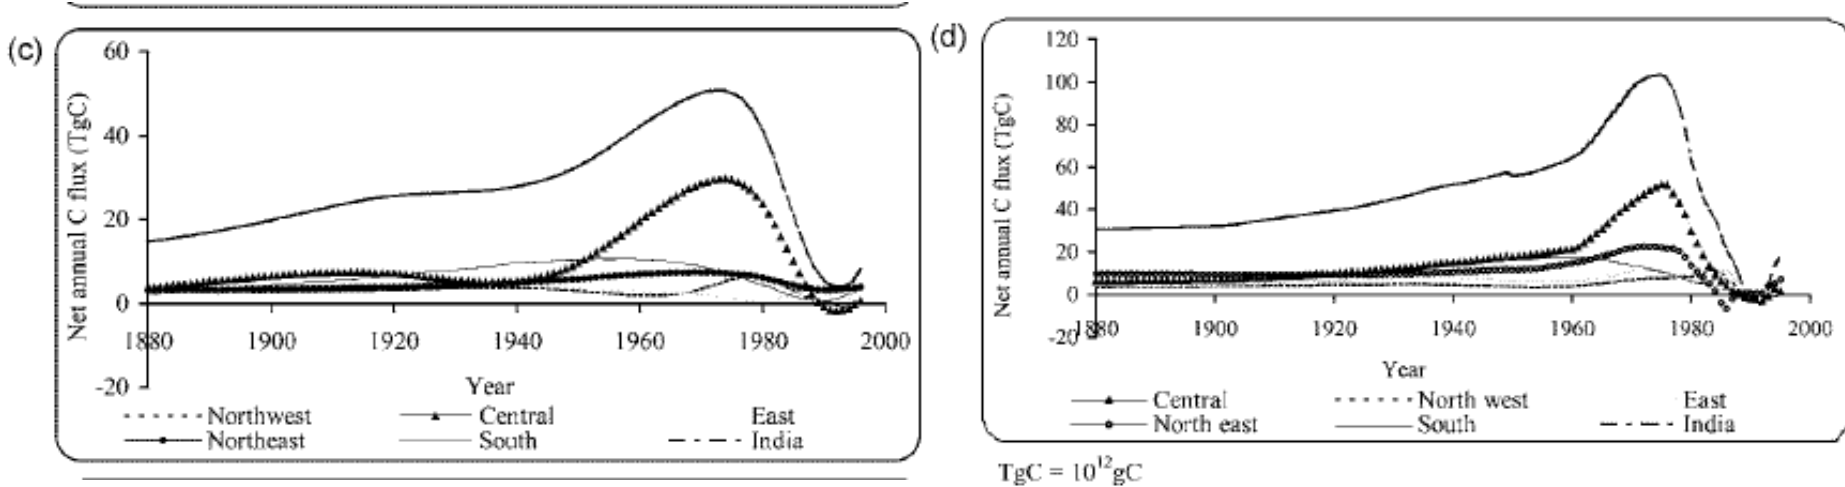 (c)
60
40
20
0
-20
Net annual C flux (TgC)
1880 1900 1920 1940 1960 1980 2000
Year
Northwest Central East
Northeast South India
(d)
120
100
80
60
40
20
0
-20
Net annual C flux (TgC)
1880 1900 1920 1940 1960 1980 2000
Year
Central North west East
North east South India
TgC = 10¹²gC